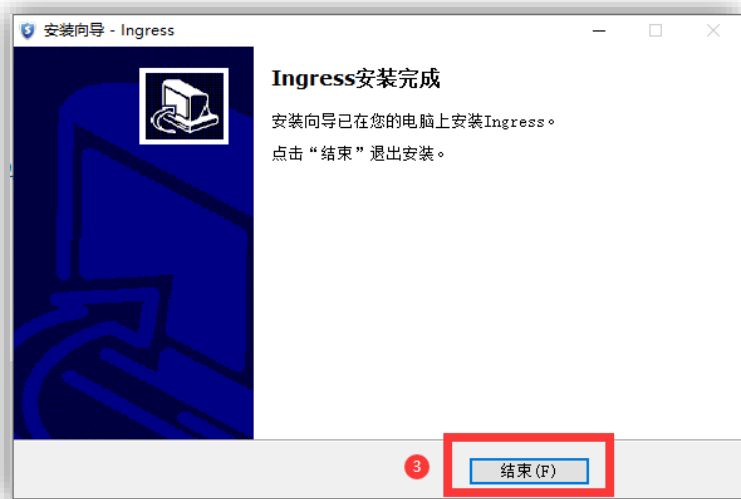 安装向导 - Ingress
Ingress安装完成
安装向导已在您的电脑上安装Ingress。
点击“结束”退出安装。
3
结束(F)